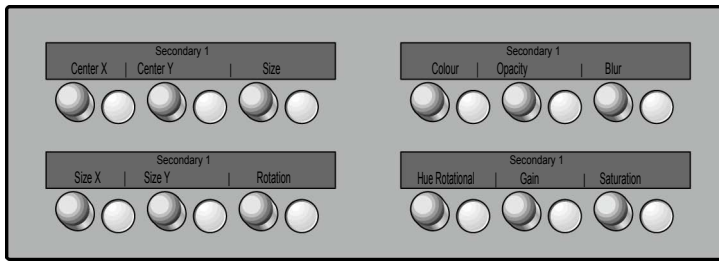 Secondary 1
Center X | Center Y | Size
Secondary 1
Colour | Opacity | Blur
Secondary 1
Size X | Size Y | Rotation
Secondary 1
Hue Rotational | Gain | Saturation